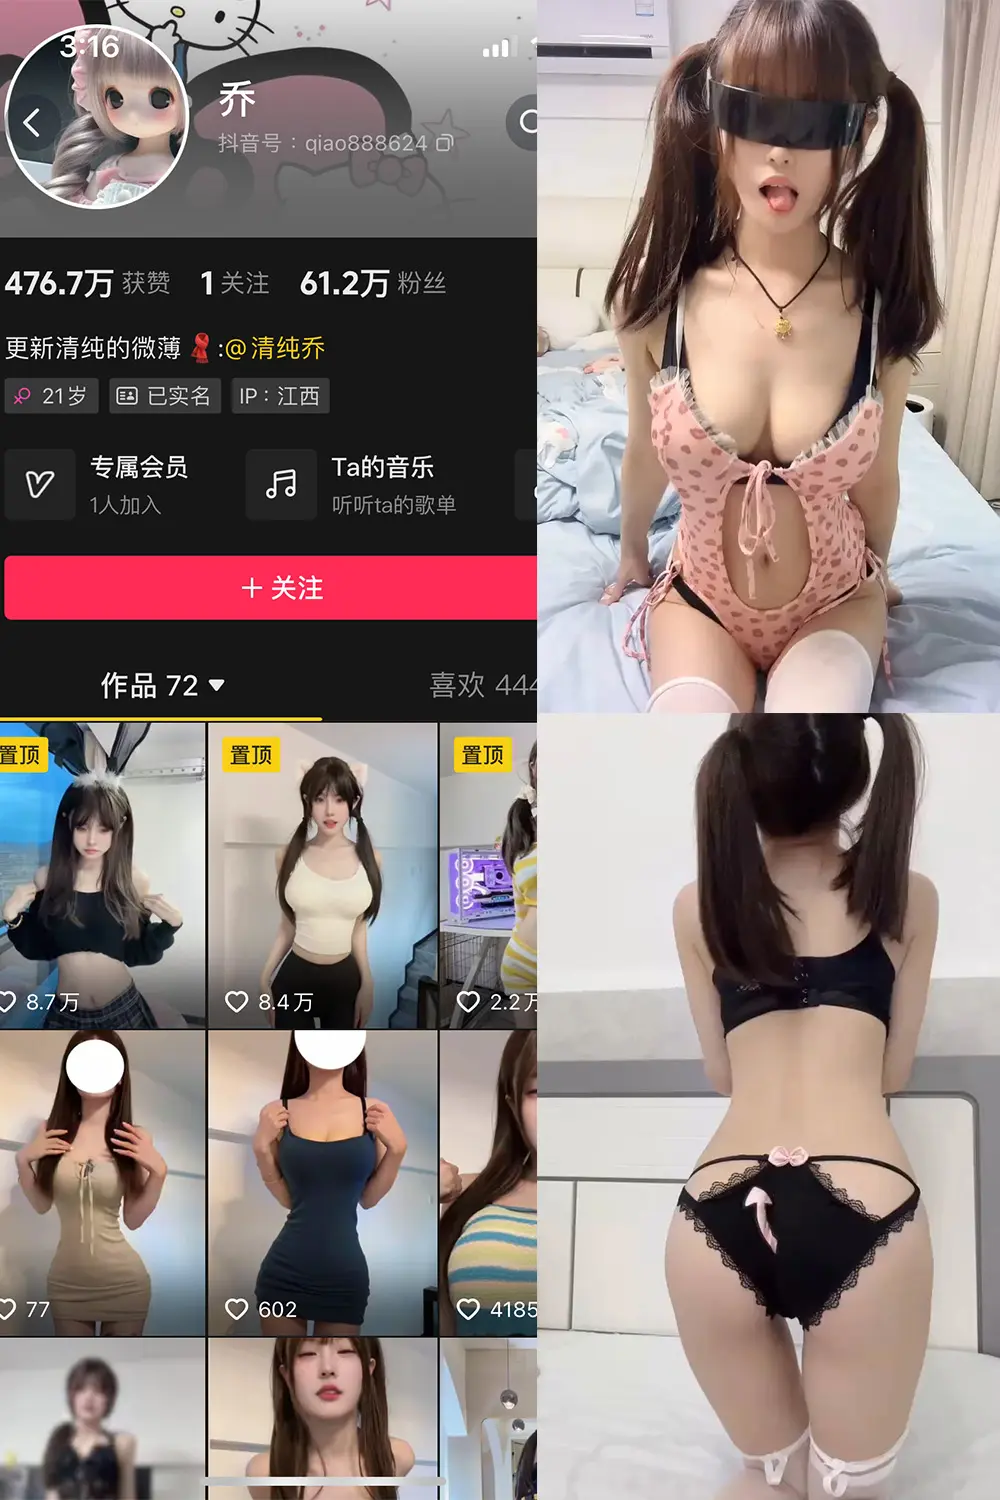 3:16
乔
抖音号：qiao888624
476.7万 获赞 1 关注 61.2万 粉丝
更新清纯的微薄 :@清纯乔
21岁 已实名 IP：江西
专属会员
1人加入
Ta的音乐
听听ta的歌单
+ 关注
作品 72
喜欢 444
置顶
置顶
置顶
8.7万
8.4万
2.2万
77
602
4185